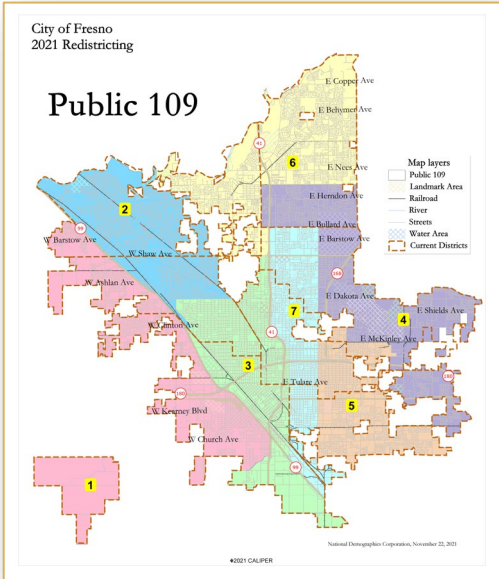 City of Fresno
2021 Redistricting
Public 109
E Copper Ave
E Behymer Ave
41
6
E Nees Ave
Map layers
Public 109
Landmark Area
Railroad
River
Streets
Water Area
Current Districts
2
E Herndon Ave
99
E Bullard Ave
W Barstow Ave
E Barstow Ave
W Shaw Ave
168
W Ashlan Ave
E Dakota Ave
7
E Shields Ave
4
W Clinton Ave
41
E McKinley Ave
3
180
E Tulare Ave
180
5
W Kearney Blvd
W Church Ave
99
1
National Demographics Corporation, November 22, 2021
©2021 CALIPER